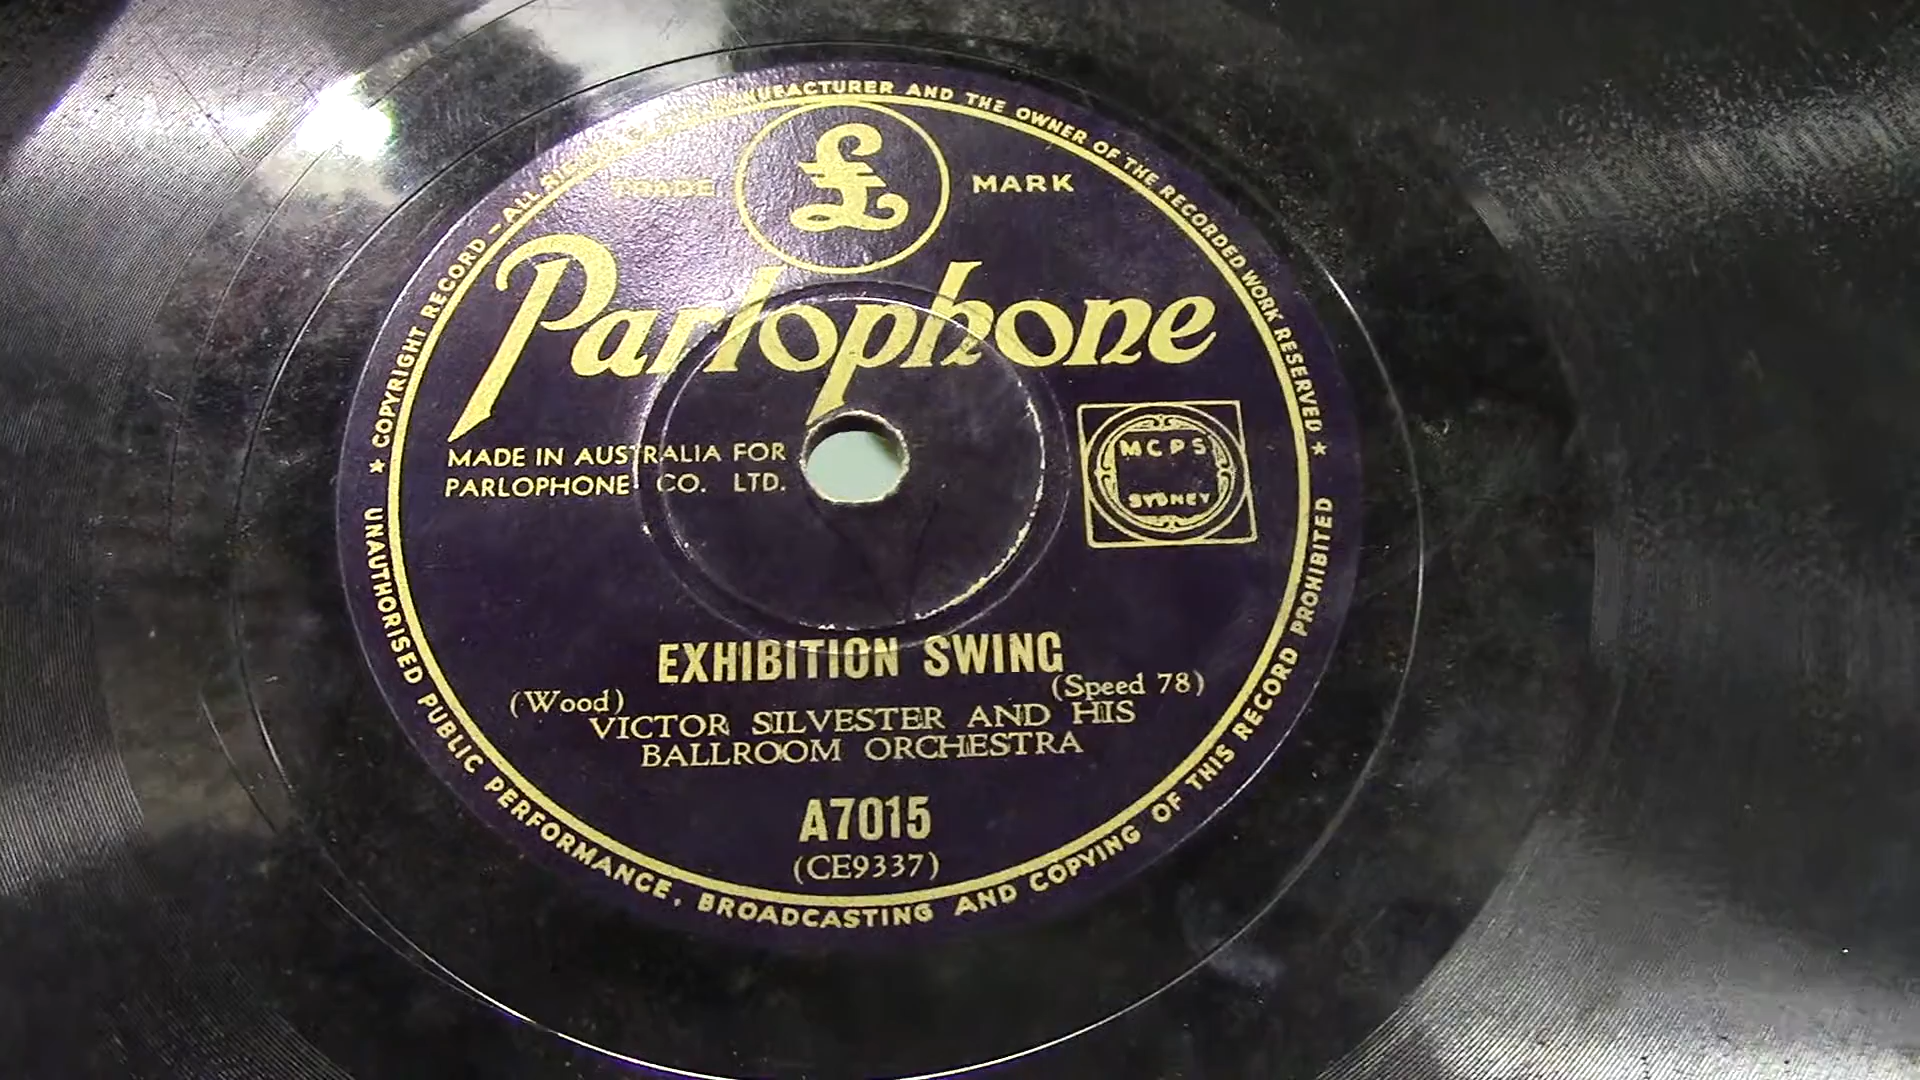 ★ COPYRIGHT RECORD – ALL MANUFACTURER AND THE OWNER OF THE RECORDED WORK RESERVED ★
£
TRADE MARK
Parlophone
MADE IN AUSTRALIA FOR
PARLOPHONE CO. LTD.
MCPS
SYDNEY
EXHIBITION SWING
(Wood) (Speed 78)
VICTOR SILVESTER AND HIS
BALLROOM ORCHESTRA
A7015
(CE9337)
UNAUTHORISED PUBLIC PERFORMANCE, BROADCASTING AND COPYING OF THIS RECORD PROHIBITED